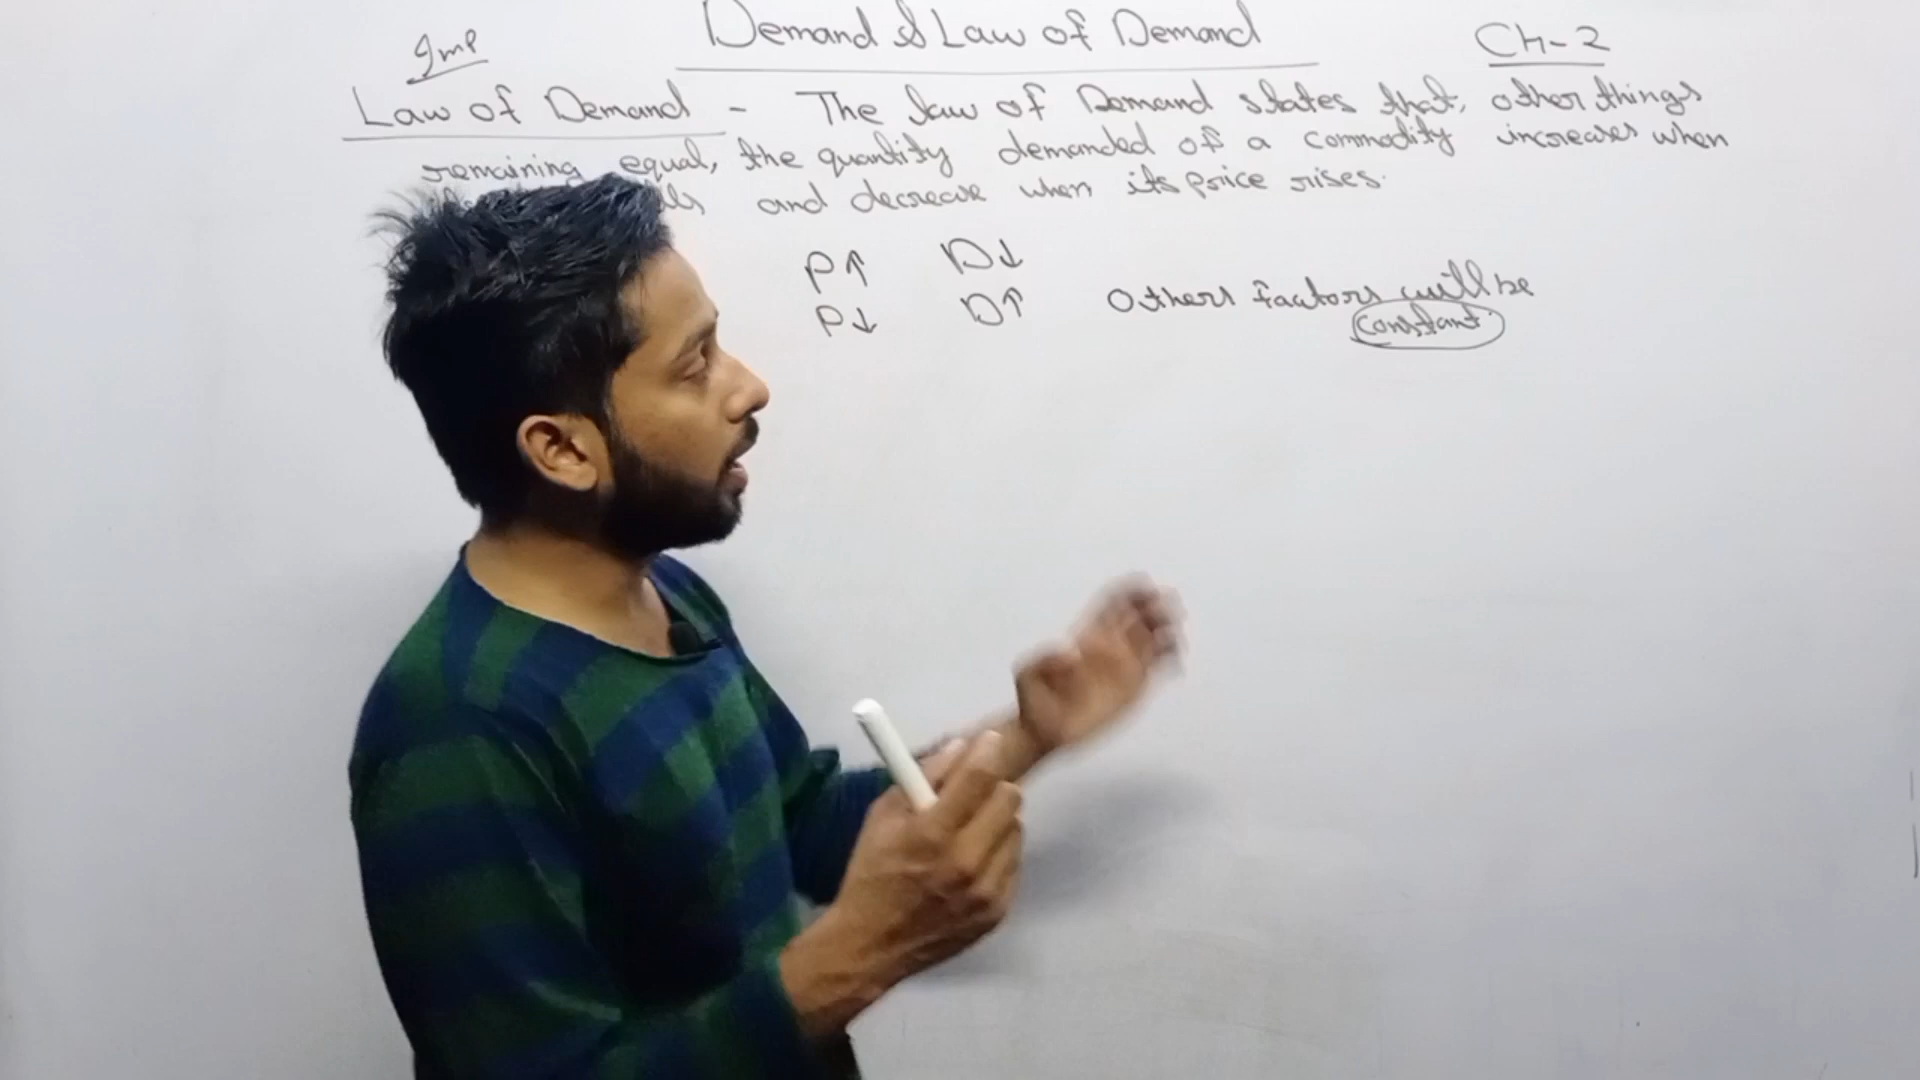 Imp
Demand & Law of Demand
Ch-2
Law of Demand - The law of Demand states that, other things
remaining equal, the quantity demanded of a commodity increases when
and decrease when its price rises.
P↑ D↓
P↓ D↑
Others factors will be
constant.